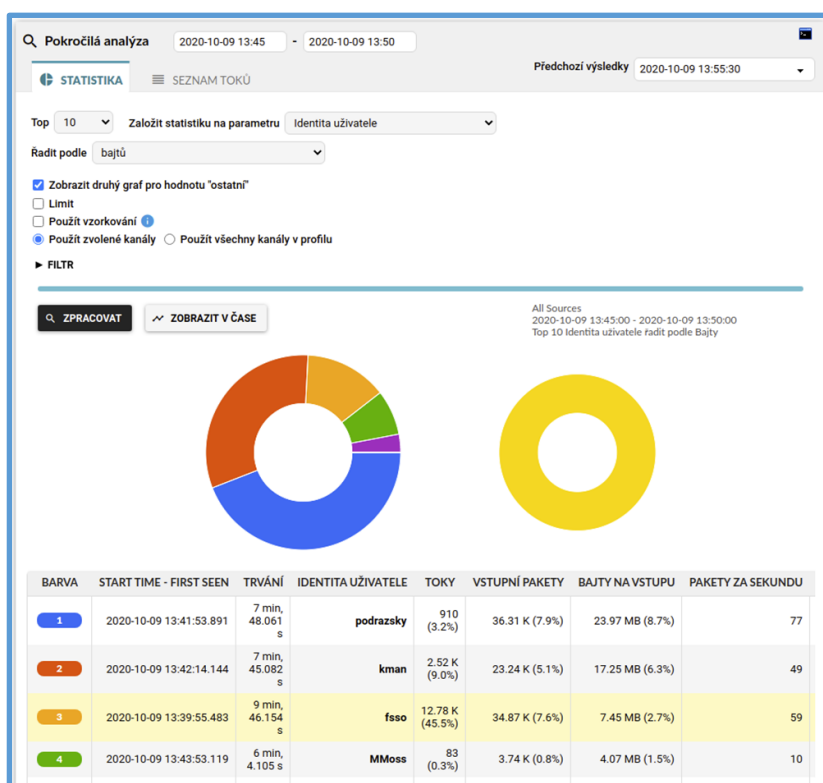 Pokročilá analýza 2020-10-09 13:45 - 2020-10-09 13:50
STATISTIKA SEZNAM TOKŮ Předchozí výsledky 2020-10-09 13:55:30
Top 10 Založit statistiku na parametru Identita uživatele
Řadit podle bajtů
Zobrazit druhý graf pro hodnotu "ostatní"
Limit
Použít vzorkování
Použít zvolené kanály Použít všechny kanály v profilu
FILTR
ZPRACOVAT ZOBRAZIT V ČASE
All Sources
2020-10-09 13:45:00 - 2020-10-09 13:50:00
Top 10 Identita uživatele řadit podle Bajty
BARVA START TIME - FIRST SEEN TRVÁNÍ IDENTITA UŽIVATELE TOKY VSTUPNÍ PAKETY BAJTY NA VSTUPU PAKETY ZA SEKUNDU
1 2020-10-09 13:41:53.891 7 min, 48.061 s podrazsky 910 (3.2%) 36.31 K (7.9%) 23.97 MB (8.7%) 77
2 2020-10-09 13:42:14.144 7 min, 45.082 s kman 2.52 K (9.0%) 23.24 K (5.1%) 17.25 MB (6.3%) 49
3 2020-10-09 13:39:55.483 9 min, 46.154 s fsso 12.78 K (45.5%) 34.87 K (7.6%) 7.45 MB (2.7%) 59
4 2020-10-09 13:43:53.119 6 min, 4.105 s MMoss 83 (0.3%) 3.74 K (0.8%) 4.07 MB (1.5%) 10